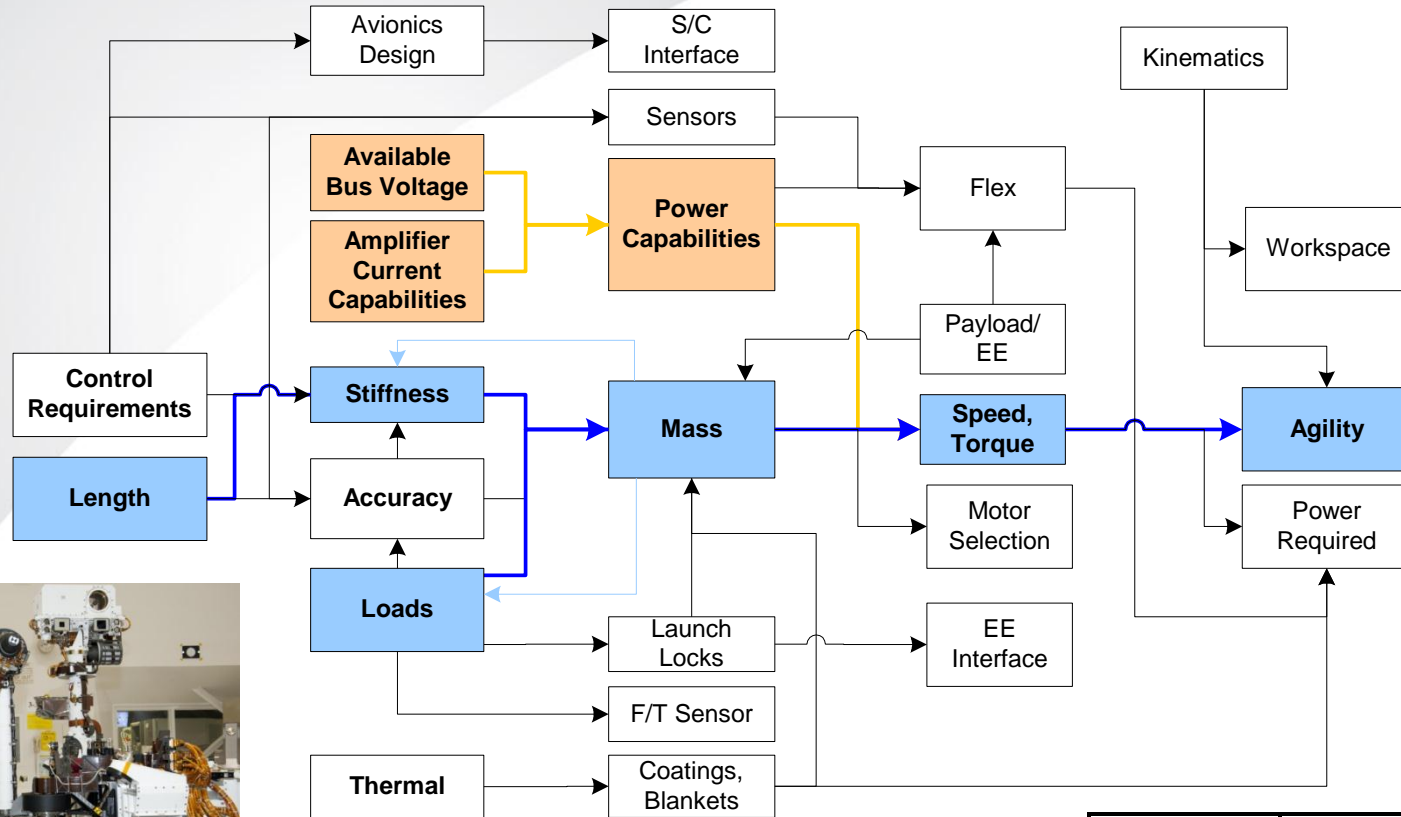 Avionics
Design
S/C
Interface
Kinematics
Sensors
Available
Bus Voltage
Power
Capabilities
Flex
Workspace
Amplifier
Current
Capabilities
Payload/
EE
Control
Requirements
Stiffness
Mass
Speed,
Torque
Agility
Length
Accuracy
Motor
Selection
Power
Required
Loads
Launch
Locks
EE
Interface
F/T Sensor
Thermal
Coatings,
Blankets